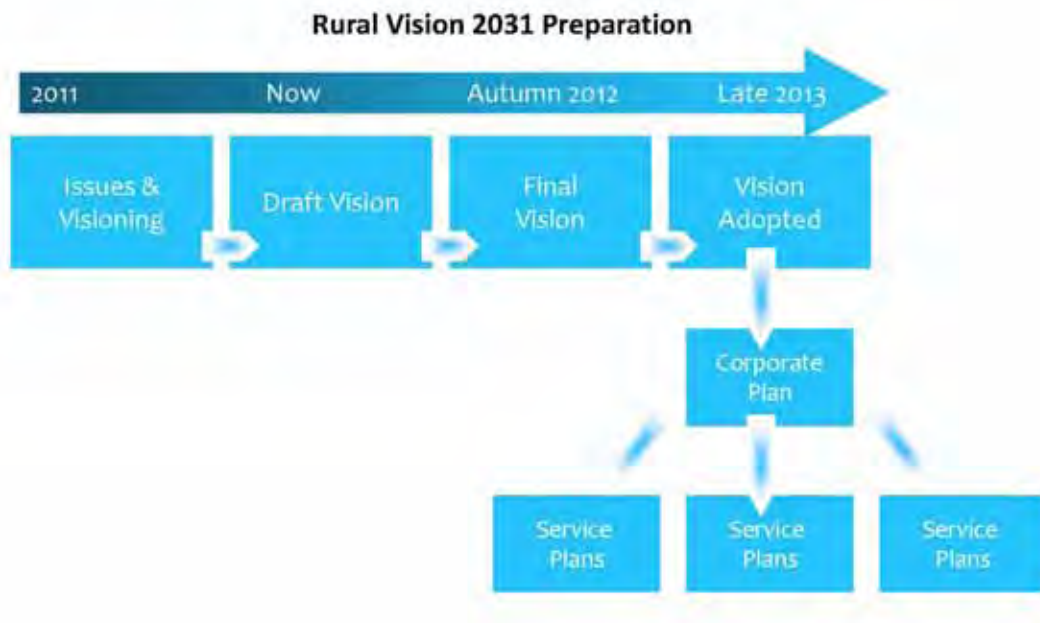 Rural Vision 2031 Preparation
2011 Now Autumn 2012 Late 2013
Issues &
Visioning
Draft Vision
Final
Vision
Vision
Adopted
Corporate
Plan
Service
Plans
Service
Plans
Service
Plans